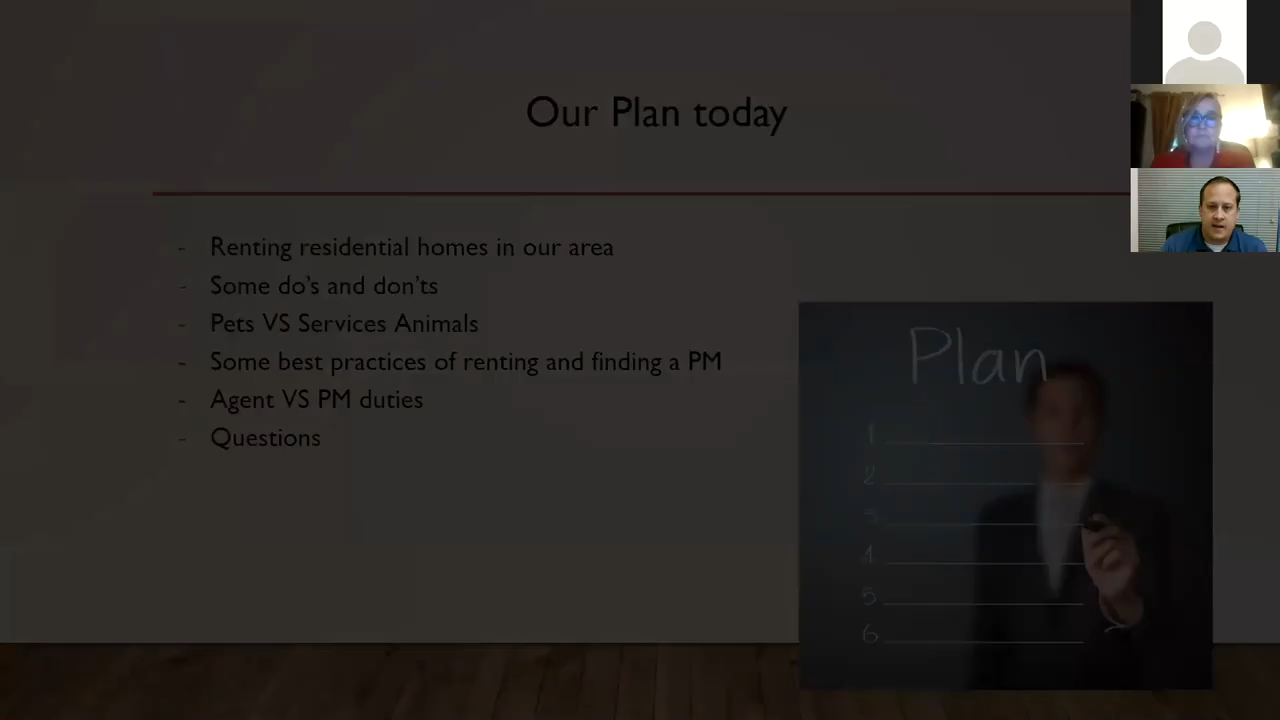 Our Plan today
- Renting residential homes in our area
- Some do's and don'ts
- Pets VS Services Animals
- Some best practices of renting and finding a PM
- Agent VS PM duties
- Questions
Plan
1
2
3
4
5
6